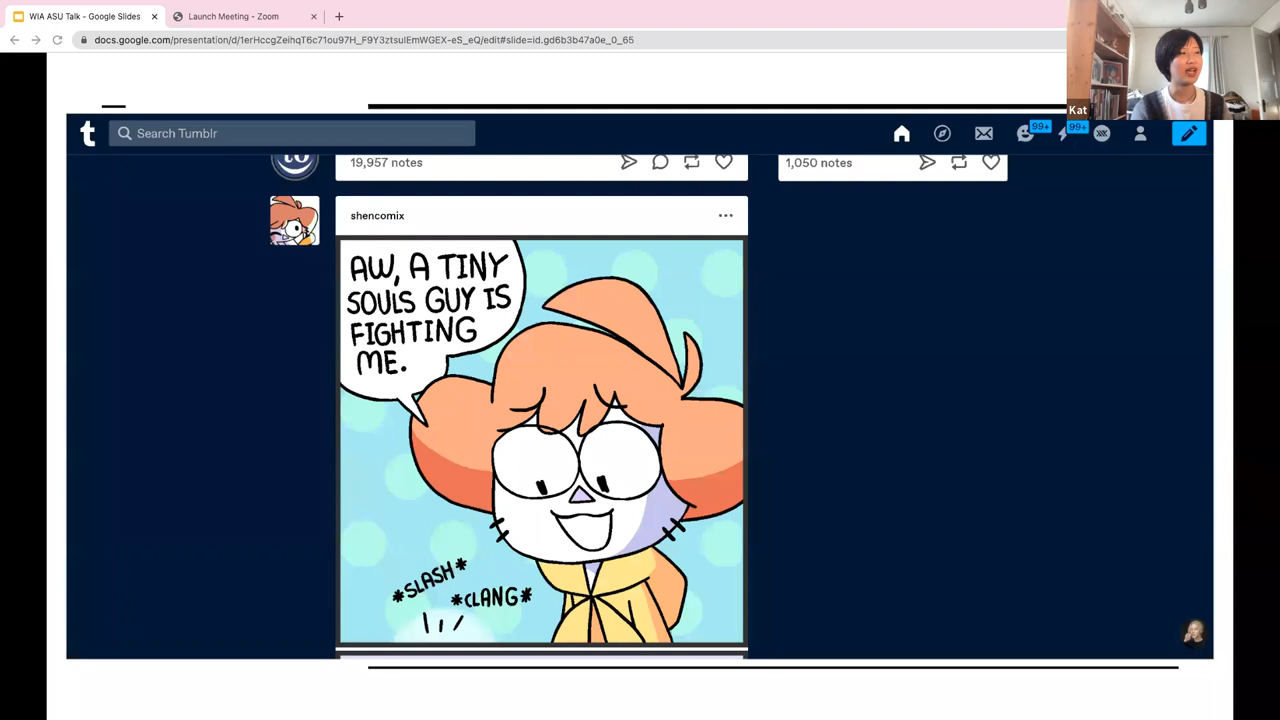 WIA ASU Talk - Google Slides
Launch Meeting - Zoom
docs.google.com/presentation/d/1erHccgZeihqT6c71ou97H_F9Y3ztsulEmWGEX-eS_eQ/edit#slide=id.gd6b3b47a0e_0_65
Kat
t
Search Tumblr
99+
99+
to
19,957 notes
1,050 notes
shencomix
AW, A TINY
SOULS GUY IS
FIGHTING
ME.
*SLASH*
*CLANG*